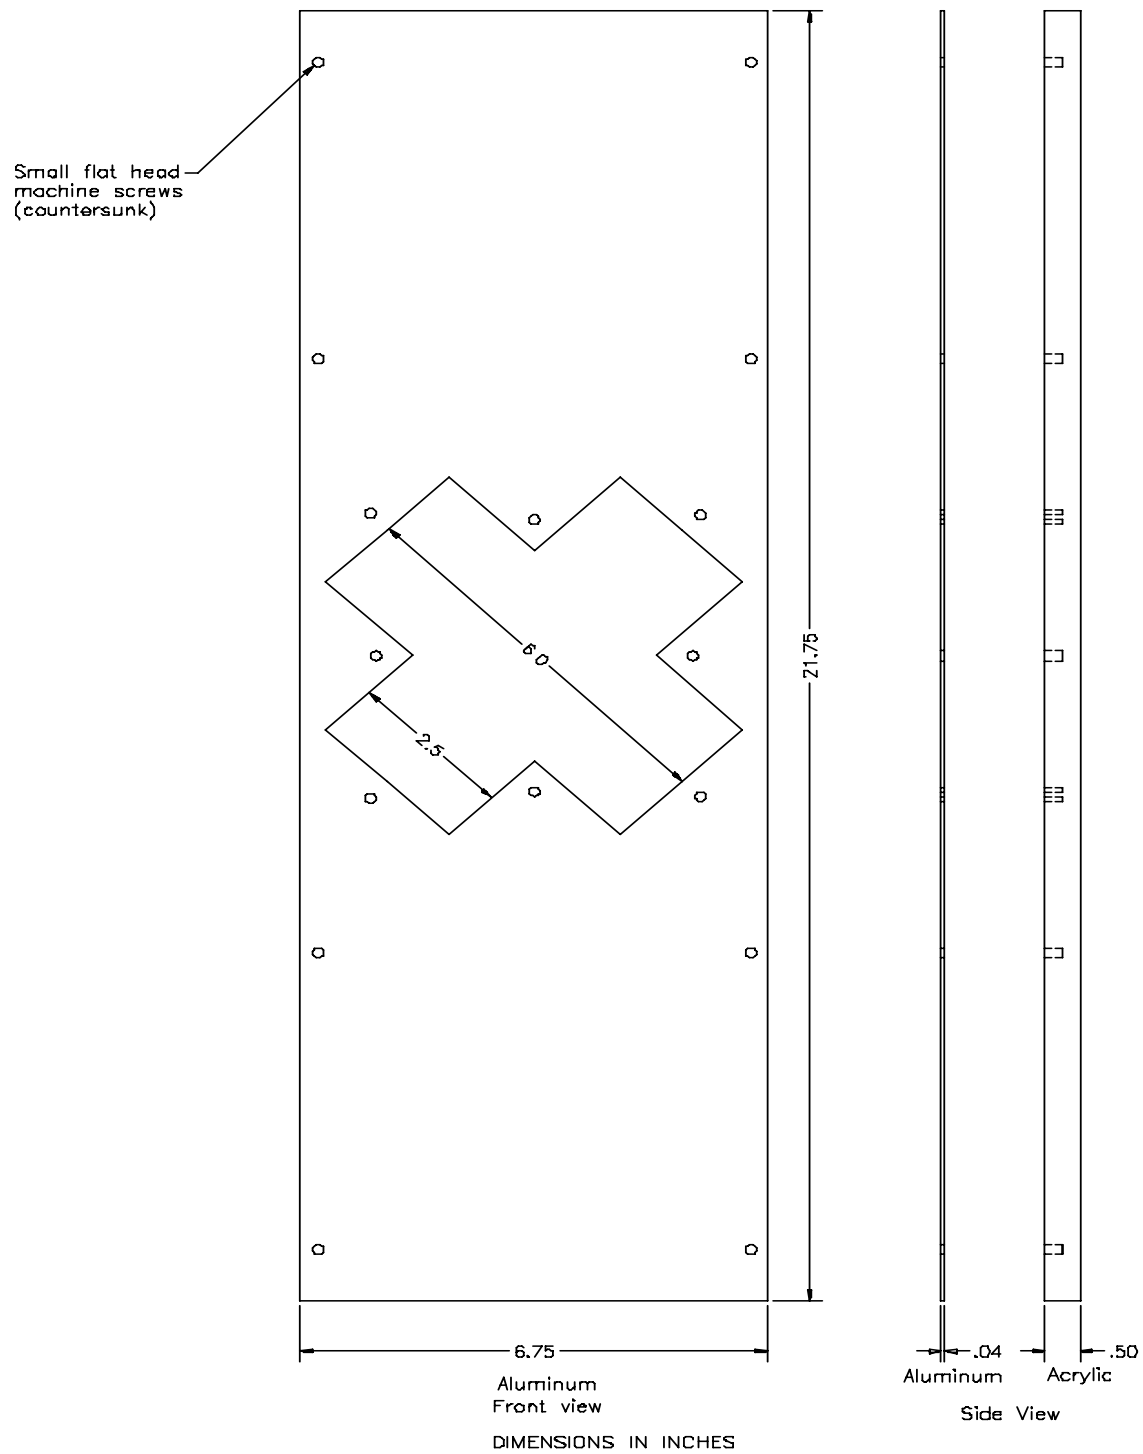 Small flat head
machine screws
(countersunk)
6.0
21.75
2.5
6.75
.04
.50
Aluminum
Acrylic
Aluminum
Front view
Side View
DIMENSIONS IN INCHES